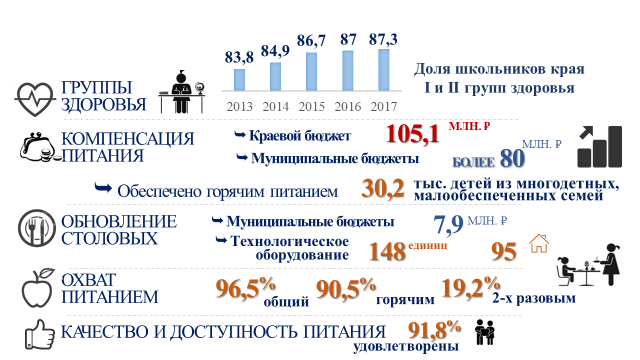 83,8 84,9 86,7 87 87,3
2013 2014 2015 2016 2017
Доля школьников края
I и II групп здоровья
ГРУППЫ
ЗДОРОВЬЯ
КОМПЕНСАЦИЯ
ПИТАНИЯ
Краевой бюджет 105,1 МЛН. ₽
Муниципальные бюджеты БОЛЕЕ 80 МЛН. ₽
Обеспечено горячим питанием 30,2 тыс. детей из многодетных,
малообеспеченных семей
ОБНОВЛЕНИЕ
СТОЛОВЫХ
Муниципальные бюджеты 7,9 МЛН. ₽
Технологическое
оборудование 148 единиц 95
ОХВАТ
ПИТАНИЕМ
96,5% общий 90,5% горячим 19,2% 2-х разовым
КАЧЕСТВО И ДОСТУПНОСТЬ ПИТАНИЯ 91,8%
удовлетворены